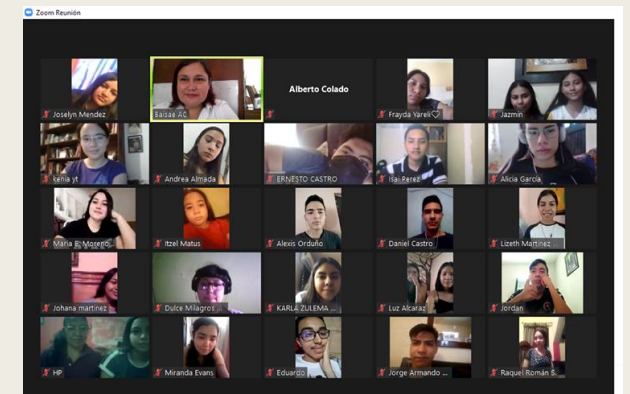 Zoom Reunión
Joselyn Mendez
Baisae AC
Alberto Colado
Frayda Yareli♡
Jazmin
kenia yt
Andrea Almada
ERNESTO CASTRO
Isai Perez
Alicia García
Maria B. Moreno...
Itzel Matus
Alexis Orduño
Daniel Castro
Lizeth Martinez ...
Johana martinez
Dulce Milagros ...
KARLA ZULEMA ...
Luz Alcaraz
Jordan
HP
Miranda Evans
Eduardo
Jorge Armando ...
Raquel Román S.